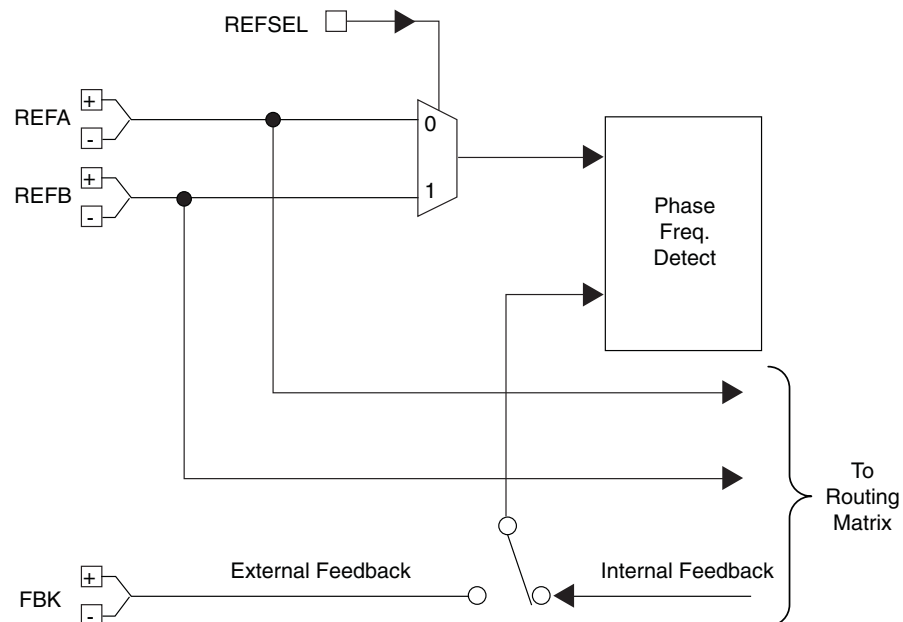 REFSEL
+
REFA
-
0
+
REFB
-
1
Phase
Freq.
Detect
To
Routing
Matrix
External Feedback
Internal Feedback
+
FBK
-